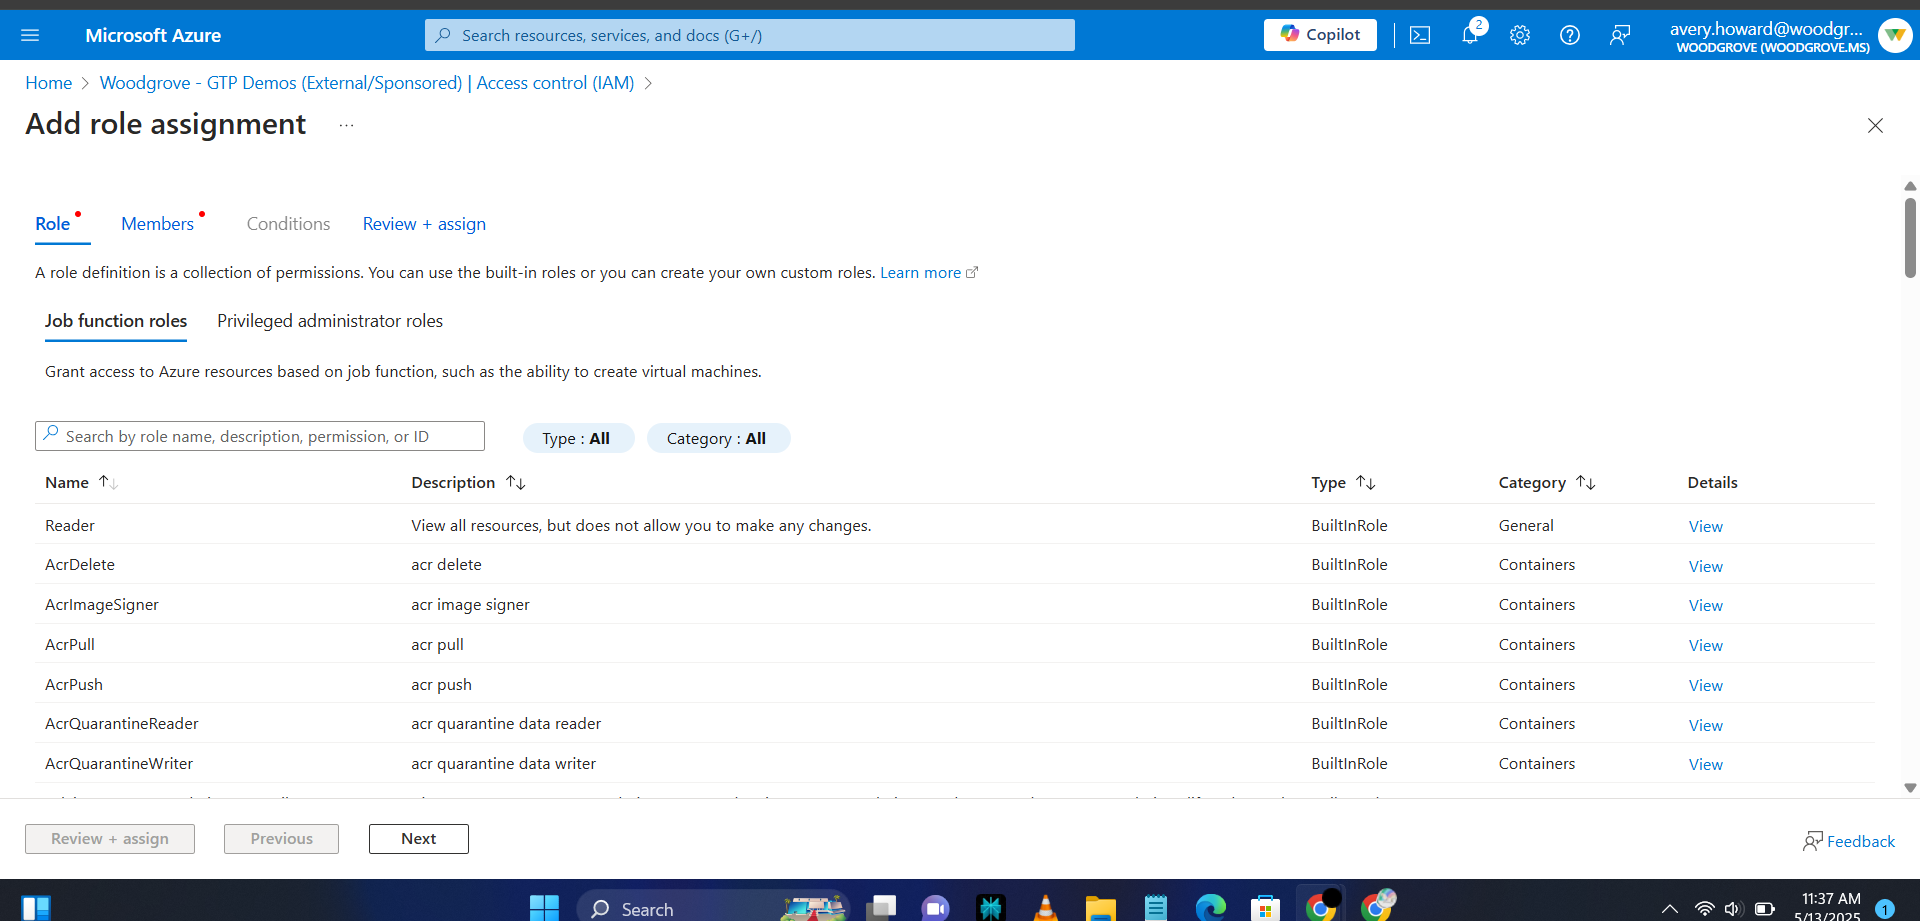 Microsoft Azure
Search resources, services, and docs (G+/)
Copilot
2
avery.howard@woodgr...
WOODGROVE (WOODGROVE.MS)
Home > Woodgrove - GTP Demos (External/Sponsored) | Access control (IAM) >
Add role assignment ...
Role Members Conditions Review + assign
A role definition is a collection of permissions. You can use the built-in roles or you can create your own custom roles. Learn more
Job function roles Privileged administrator roles
Grant access to Azure resources based on job function, such as the ability to create virtual machines.
Search by role name, description, permission, or ID
Type : All
Category : All
Name Description Type Category Details
Reader View all resources, but does not allow you to make any changes. BuiltInRole General View
AcrDelete acr delete BuiltInRole Containers View
AcrImageSigner acr image signer BuiltInRole Containers View
AcrPull acr pull BuiltInRole Containers View
AcrPush acr push BuiltInRole Containers View
AcrQuarantineReader acr quarantine data reader BuiltInRole Containers View
AcrQuarantineWriter acr quarantine data writer BuiltInRole Containers View
Review + assign Previous Next
Feedback
Search
11:37 AM
5/13/2025
1